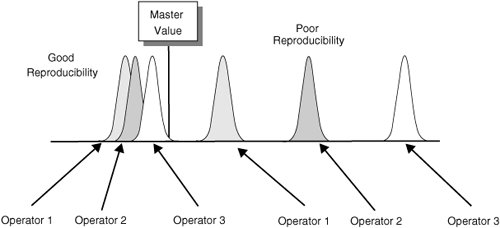 Master
Value
Good
Reproducibility
Poor
Reproducibility
Operator 1
Operator 2
Operator 3
Operator 1
Operator 2
Operator 3